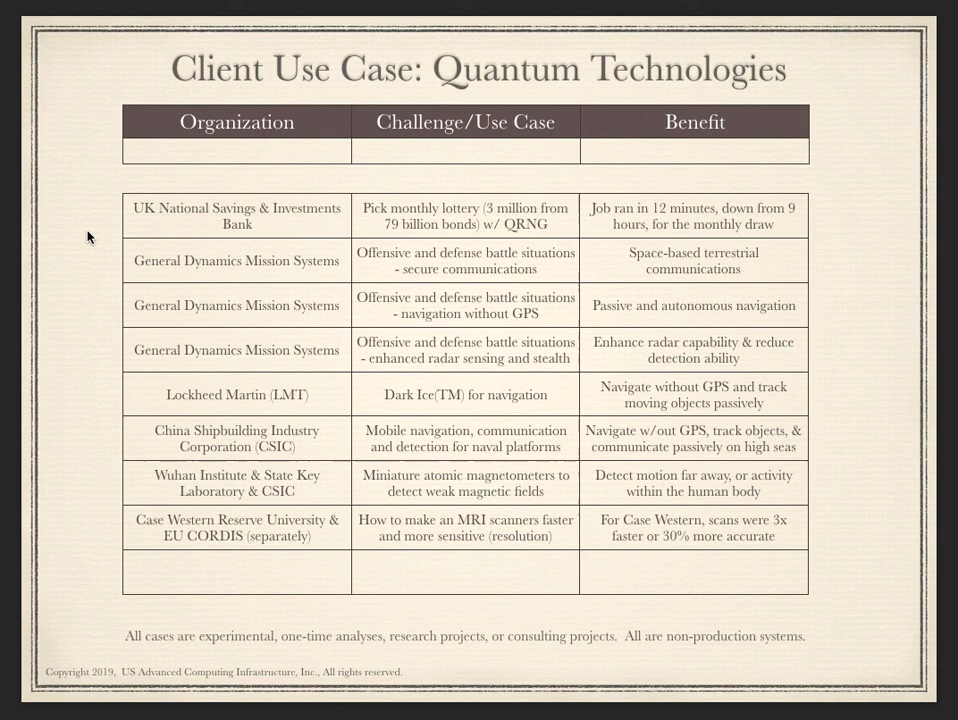 Client Use Case: Quantum Technologies
Organization
Challenge/Use Case
Benefit
UK National Savings & Investments
Bank
Pick monthly lottery (3 million from
79 billion bonds) w/ QRNG
Job ran in 12 minutes, down from 9
hours, for the monthly draw
General Dynamics Mission Systems
Offensive and defense battle situations
- secure communications
Space-based terrestrial
communications
General Dynamics Mission Systems
Offensive and defense battle situations
- navigation without GPS
Passive and autonomous navigation
General Dynamics Mission Systems
Offensive and defense battle situations
- enhanced radar sensing and stealth
Enhance radar capability & reduce
detection ability
Lockheed Martin (LMT)
Dark Ice(TM) for navigation
Navigate without GPS and track
moving objects passively
China Shipbuilding Industry
Corporation (CSIC)
Mobile navigation, communication
and detection for naval platforms
Navigate w/out GPS, track objects, &
communicate passively on high seas
Wuhan Institute & State Key
Laboratory & CSIC
Miniature atomic magnetometers to
detect weak magnetic fields
Detect motion far away, or activity
within the human body
Case Western Reserve University &
EU CORDIS (separately)
How to make an MRI scanners faster
and more sensitive (resolution)
For Case Western, scans were 3x
faster or 30% more accurate
All cases are experimental, one-time analyses, research projects, or consulting projects.  All are non-production systems.
Copyright 2019,  US Advanced Computing Infrastructure, Inc., All rights reserved.